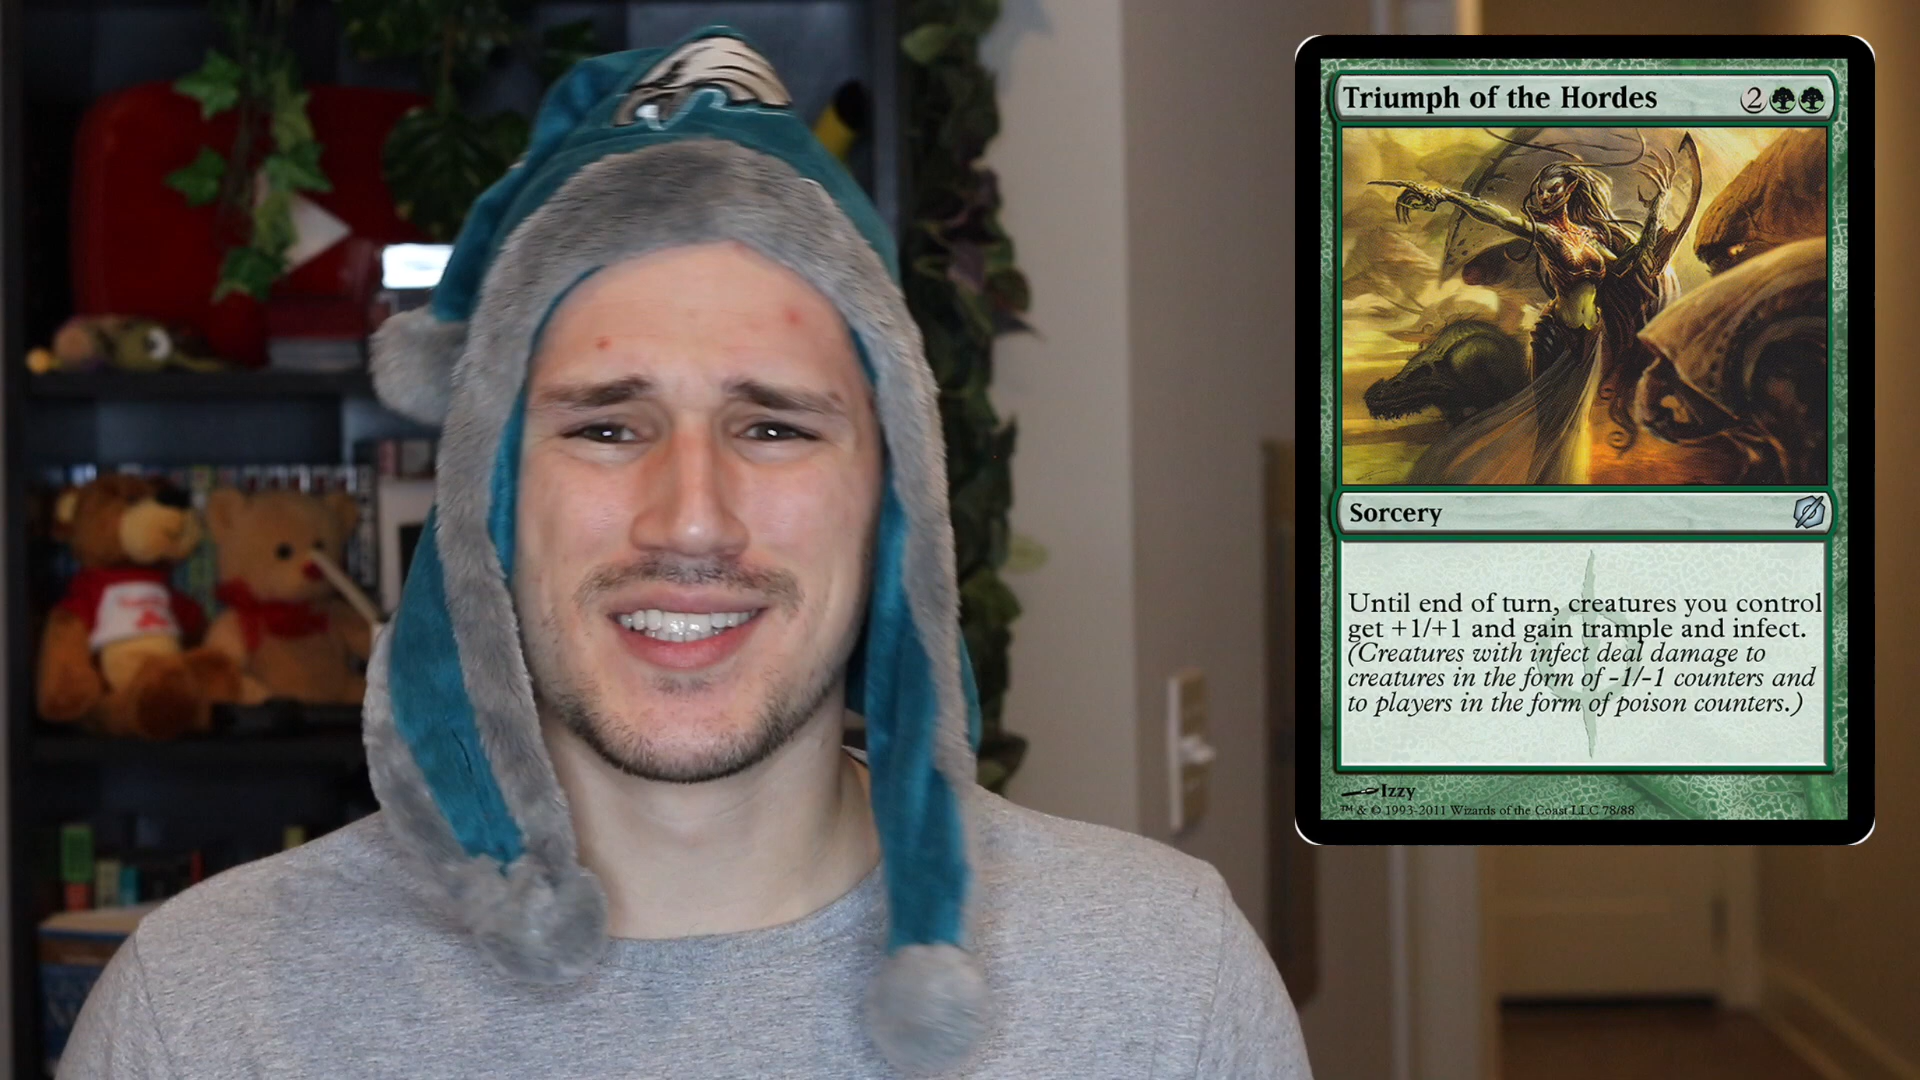 Triumph of the Hordes 2
Sorcery
Until end of turn, creatures you control
get +1/+1 and gain trample and infect.
(Creatures with infect deal damage to
creatures in the form of -1/-1 counters and
to players in the form of poison counters.)
Izzy
™ & © 1993-2011 Wizards of the Coast LLC 78/88